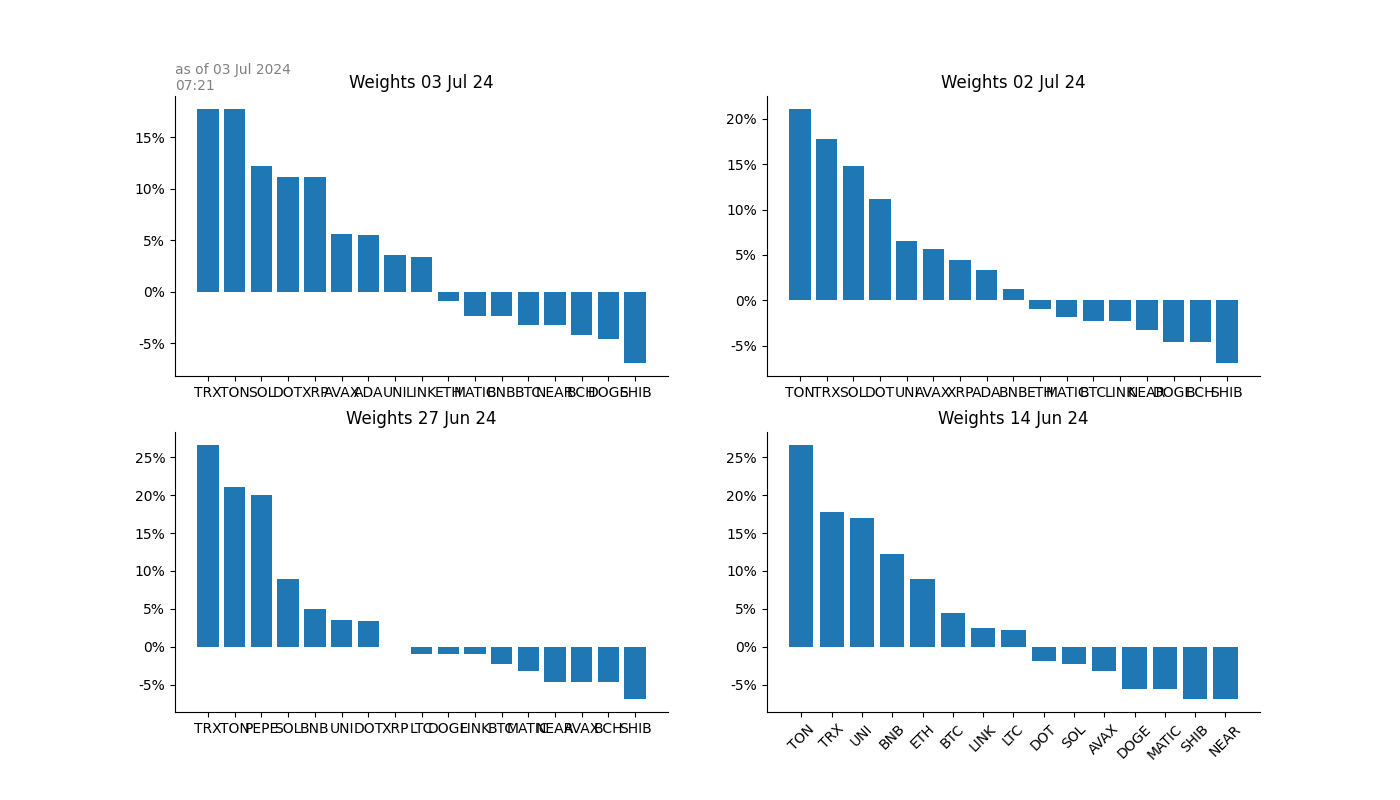 as of 03 Jul 2024
07:21
Weights 03 Jul 24
15%
10%
5%
0%
-5%
TRX TON SOL DOT XRP AVAX ADA UNI LINK ETH MATIC BNB BTC NEAR BCH DOGE SHIB
Weights 02 Jul 24
20%
15%
10%
5%
0%
-5%
TON TRX SOL DOT UNI AVAX XRP ADA BNB ETH MATIC BTC LINK NEAR DOGE BCH SHIB
Weights 27 Jun 24
25%
20%
15%
10%
5%
0%
-5%
TRX TON PEPE SOL BNB UNI DOT XRP LTC DOGE LINK BTC MATIC NEAR AVAX BCH SHIB
Weights 14 Jun 24
25%
20%
15%
10%
5%
0%
-5%
TON TRX UNI BNB ETH BTC LINK LTC DOT SOL AVAX DOGE MATIC SHIB NEAR